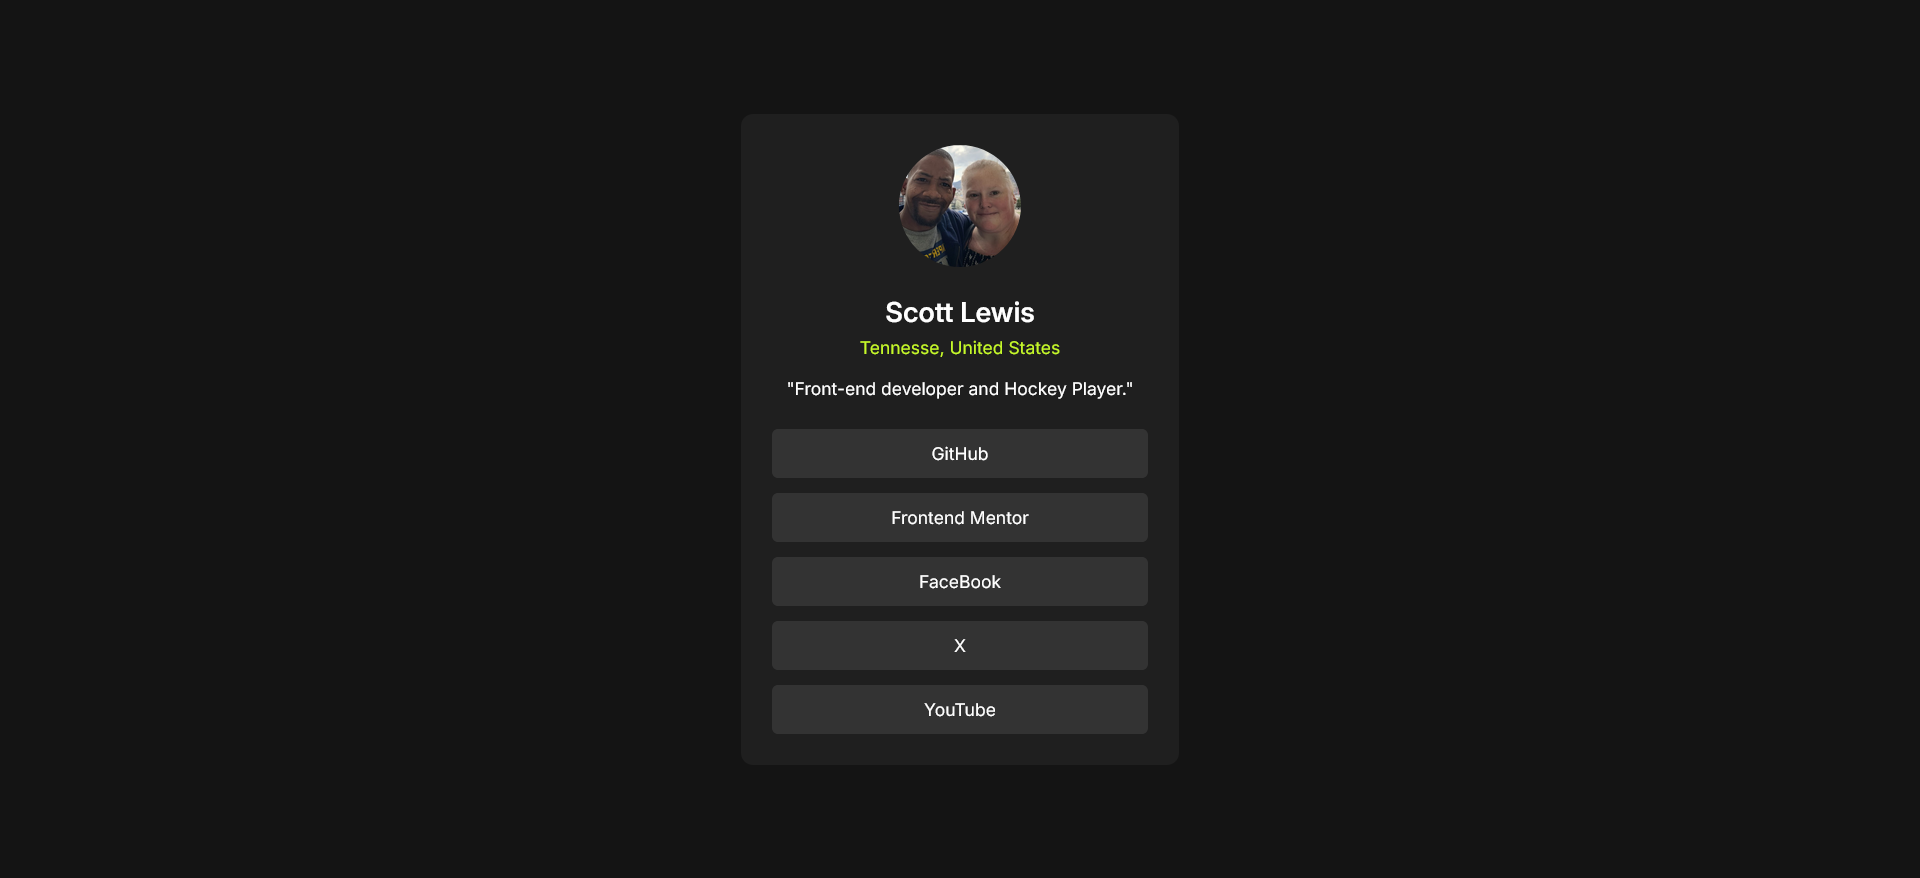 Scott Lewis
Tennesse, United States
"Front-end developer and Hockey Player."
GitHub
Frontend Mentor
FaceBook
X
YouTube